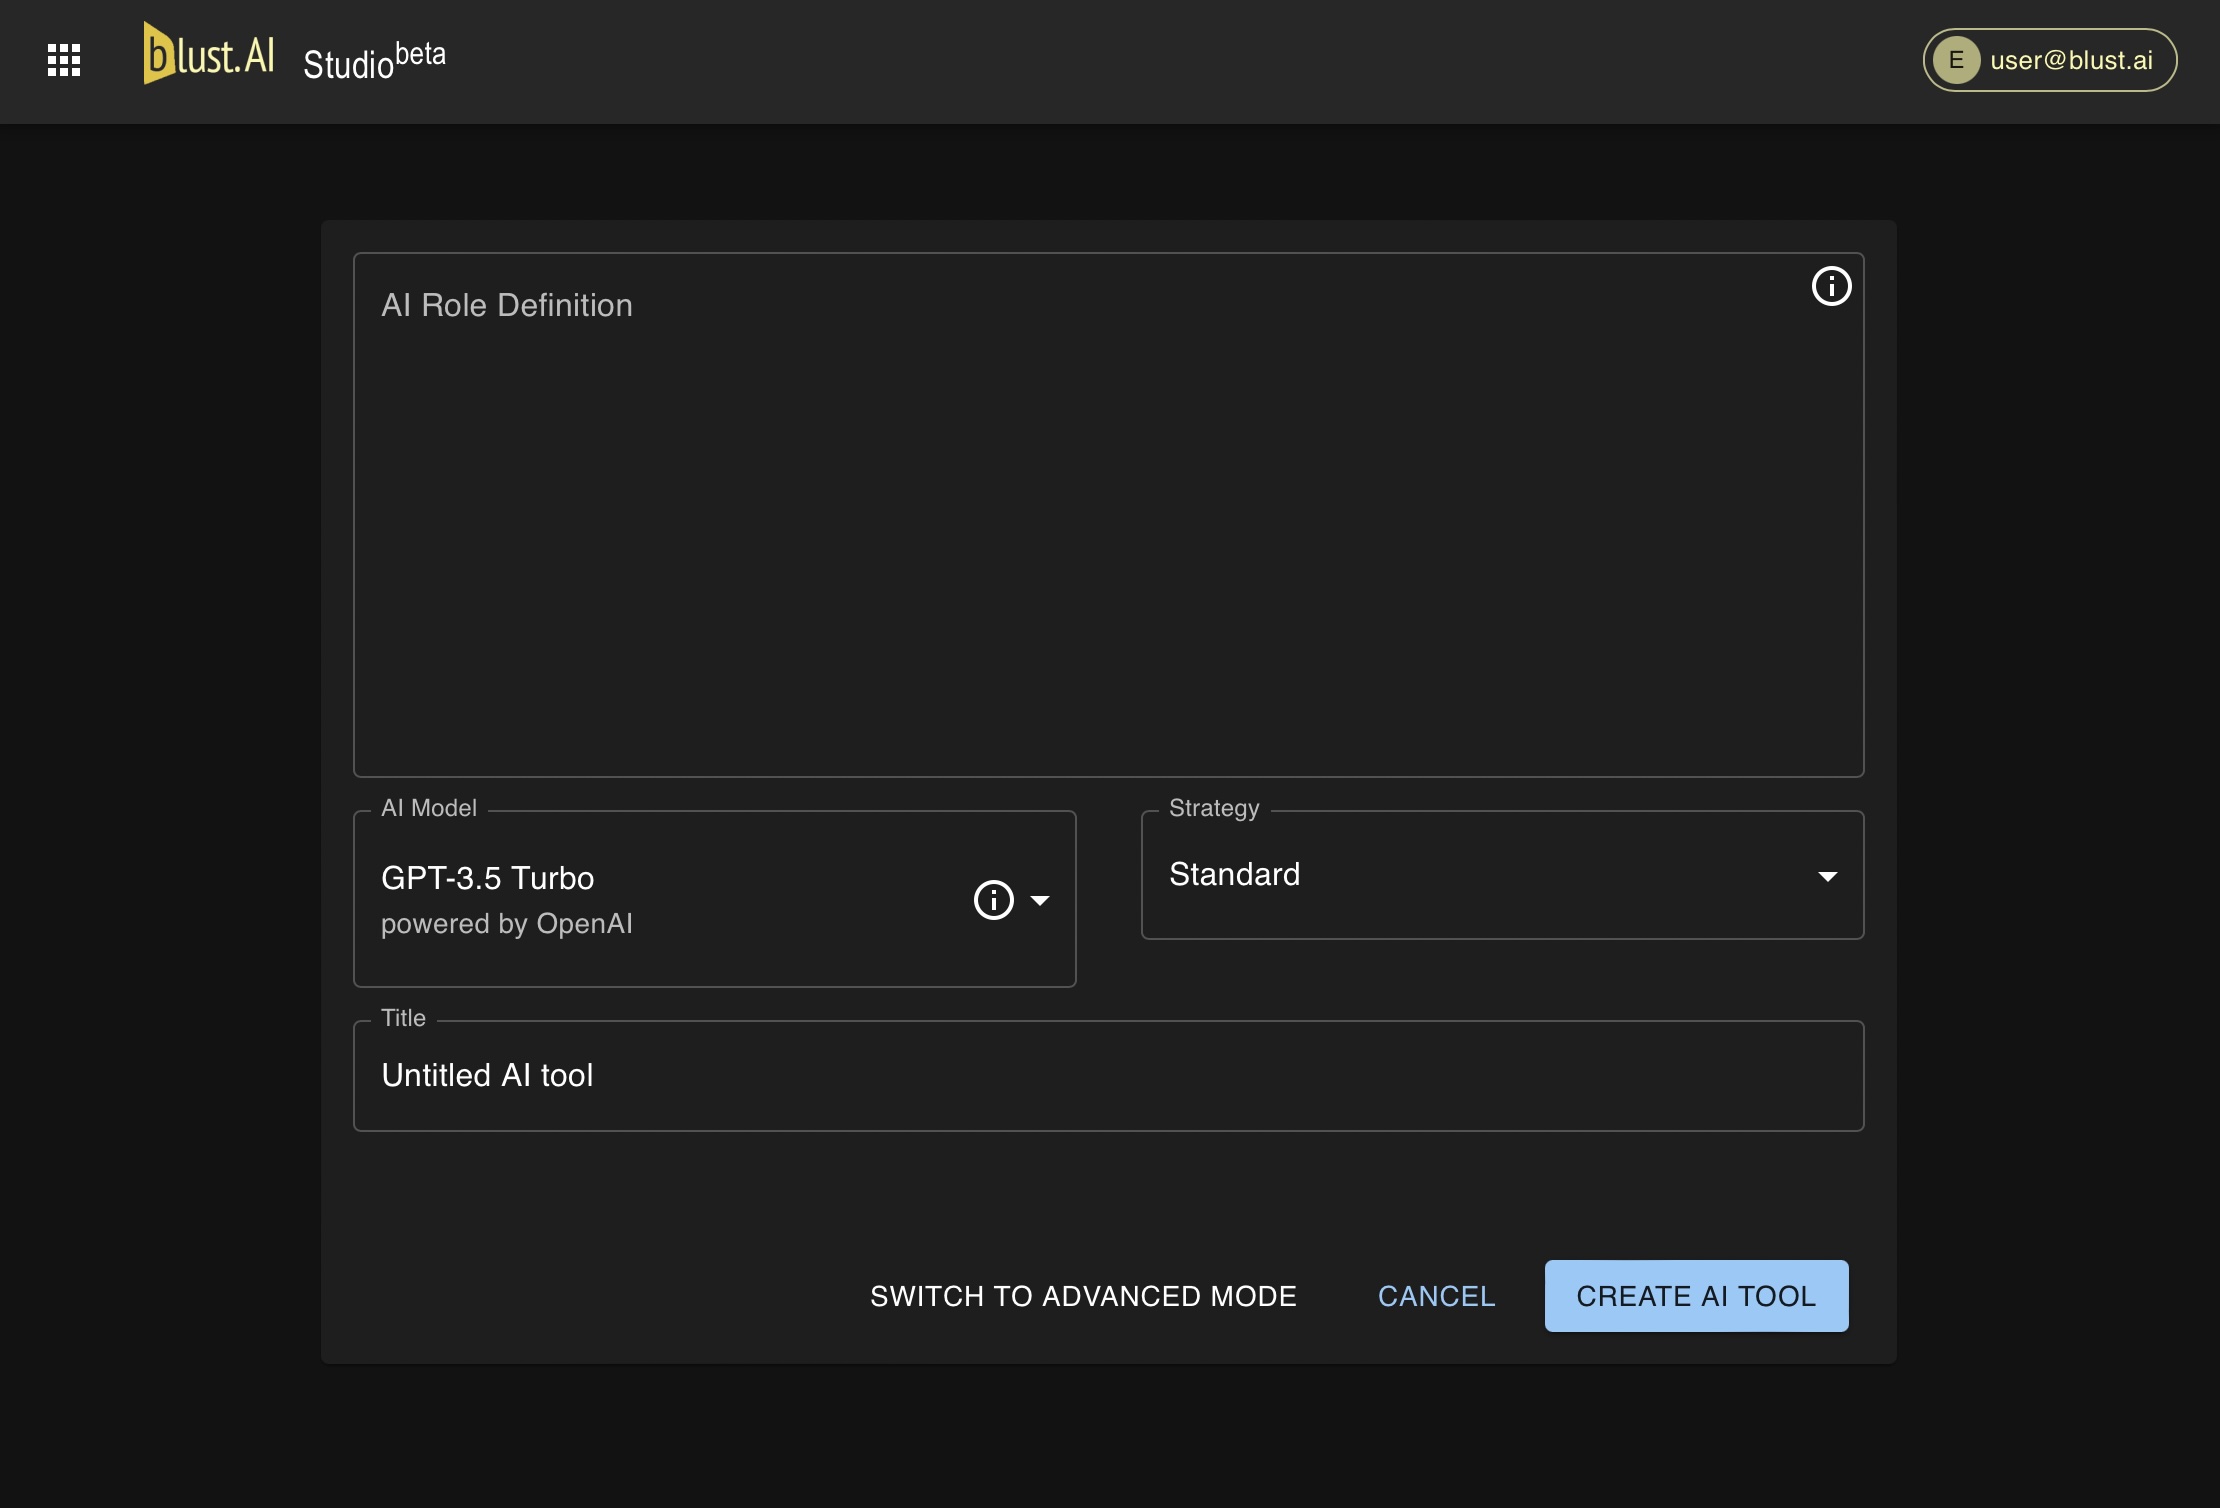 blust.AI Studio beta
E user@blust.ai
AI Role Definition
AI Model
GPT-3.5 Turbo
powered by OpenAI
Strategy
Standard
Title
Untitled AI tool
SWITCH TO ADVANCED MODE
CANCEL
CREATE AI TOOL